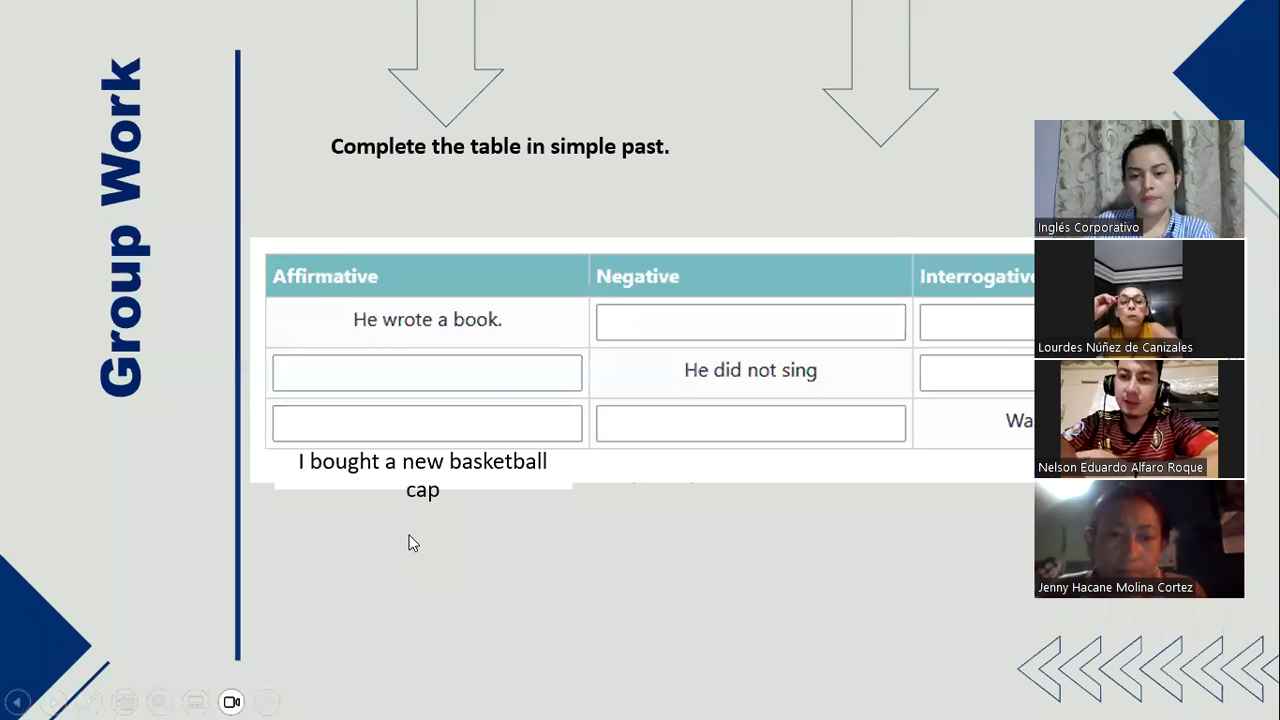 Group Work
Complete the table in simple past.
Affirmative
Negative
Interrogative
He wrote a book.
He did not sing
Wa
I bought a new basketball
cap
Inglés Corporativo
Lourdes Núñez de Canizales
Nelson Eduardo Alfaro Roque
Jenny Hacane Molina Cortez